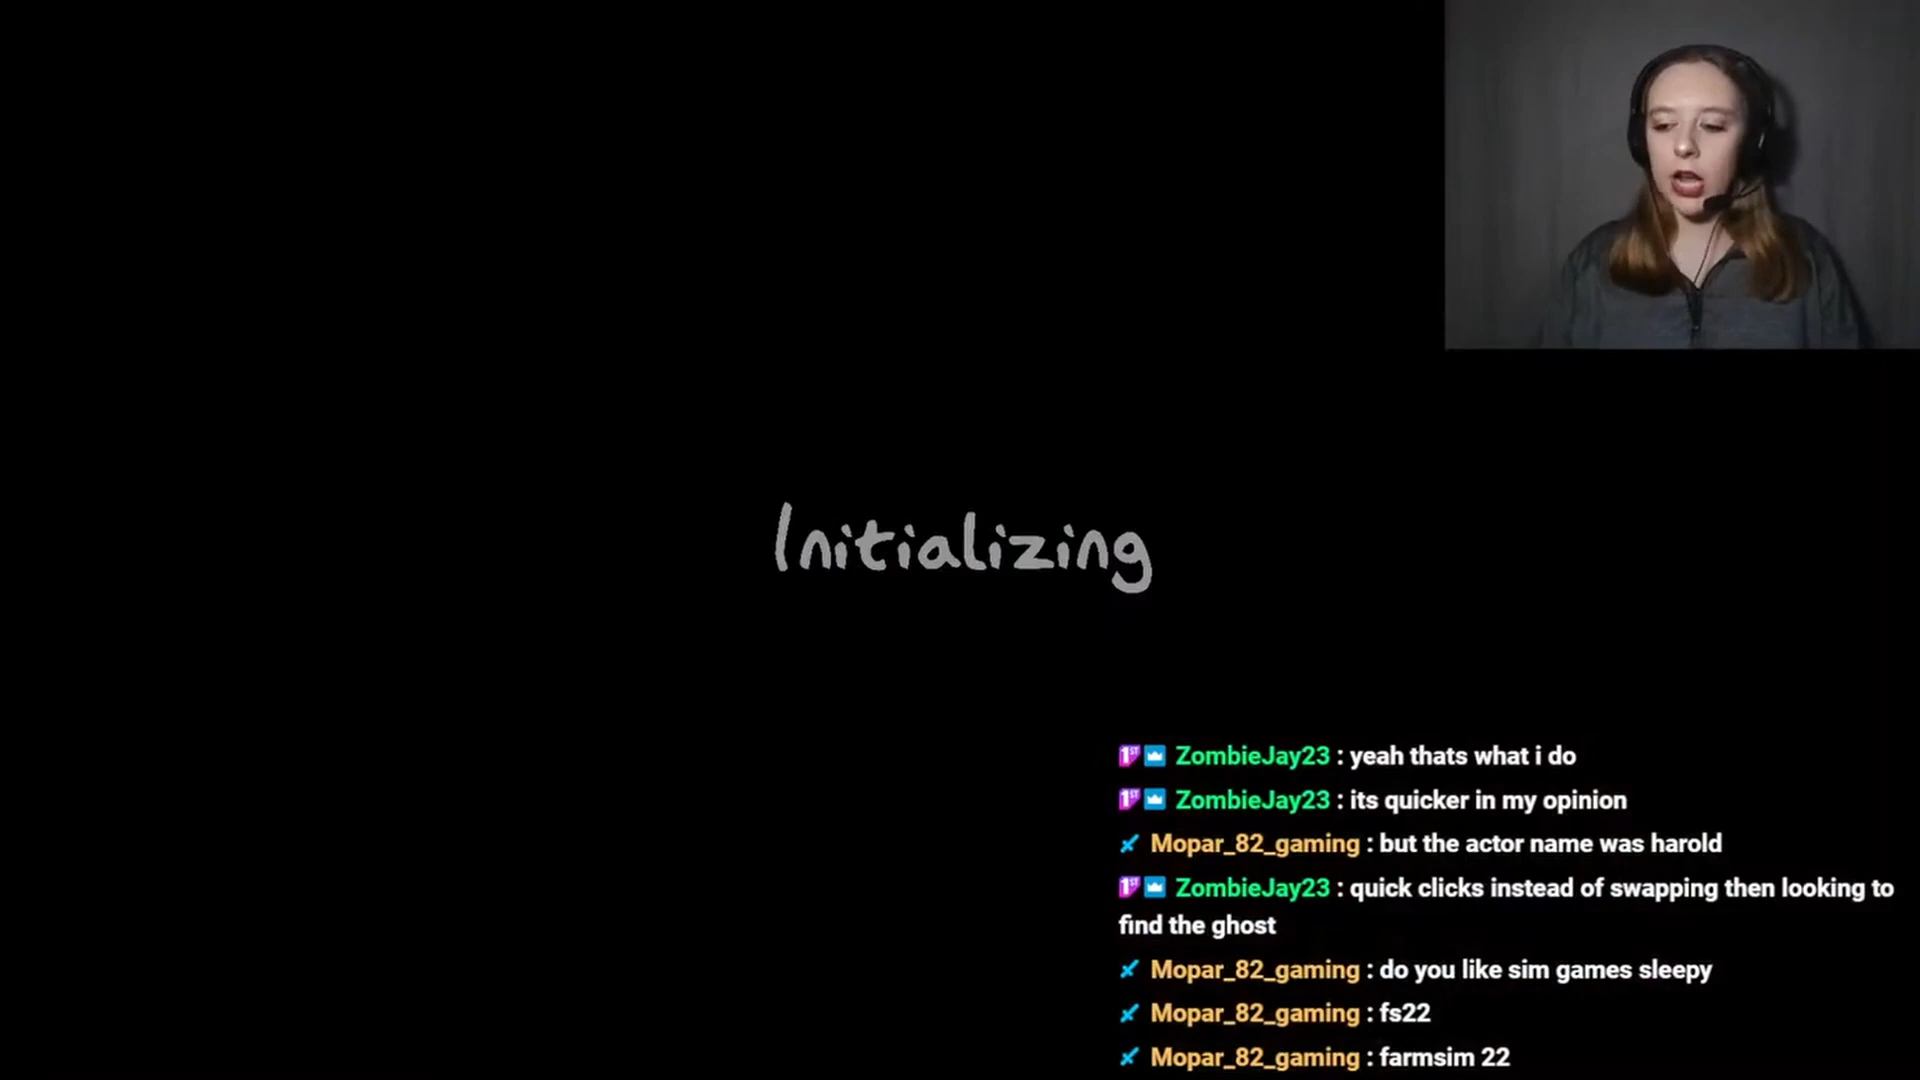 Initializing
ZombieJay23 : yeah thats what i do
ZombieJay23 : its quicker in my opinion
Mopar_82_gaming : but the actor name was harold
ZombieJay23 : quick clicks instead of swapping then looking to
find the ghost
Mopar_82_gaming : do you like sim games sleepy
Mopar_82_gaming : fs22
Mopar_82_gaming : farmsim 22